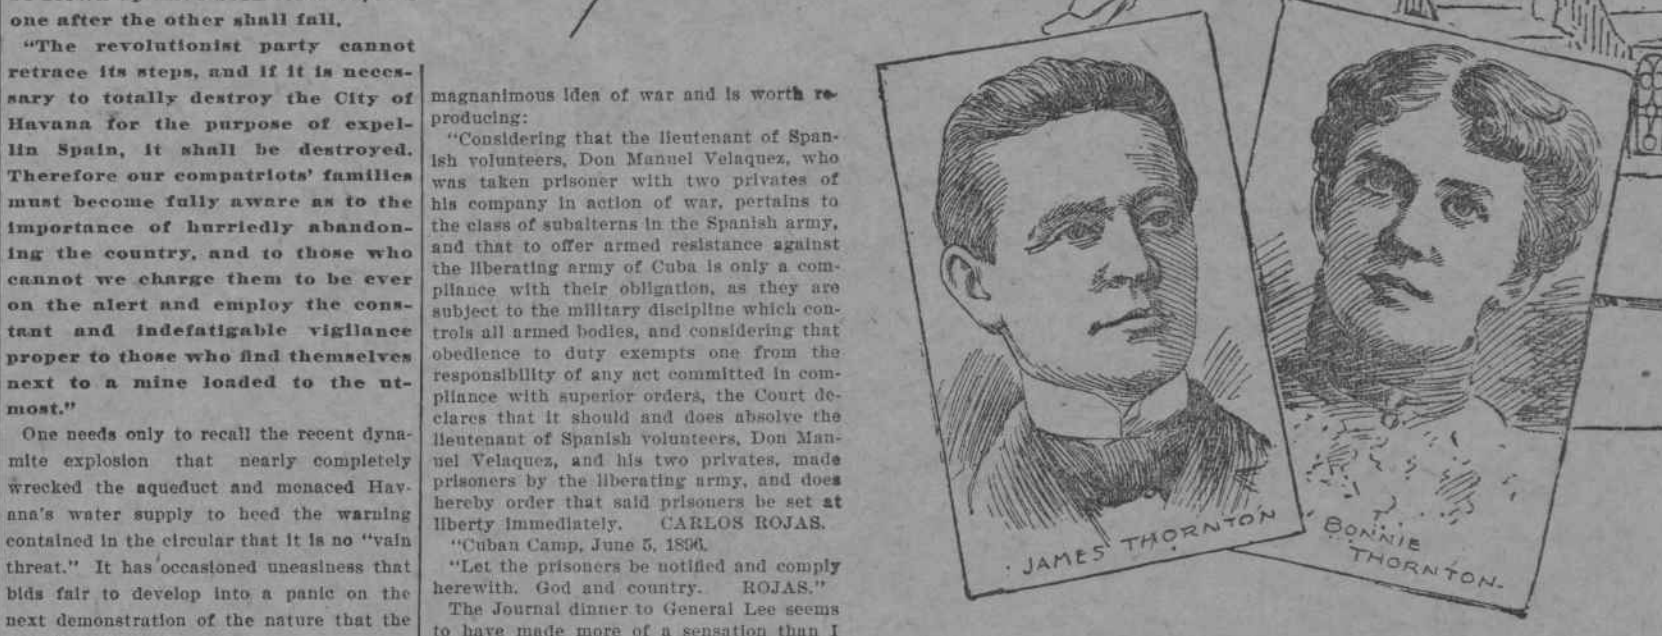 one after the other shall fall.
"The revolutionist party cannot
retrace its steps, and if it is neces-
sary to totally destroy the City of
Havana for the purpose of expel-
lin Spain, it shall be destroyed.
Therefore our compatriots' families
must become fully aware as to the
importance of hurriedly abandon-
ing the country, and to those who
cannot we charge them to be ever
on the alert and employ the cons-
tant and indefatigable vigilance
proper to those who find themselves
next to a mine loaded to the ut-
most."
One needs only to recall the recent dyna-
mite explosion that nearly completely
wrecked the aqueduct and menaced Hav-
ana's water supply to heed the warning
contained in the circular that it is no "vain
threat." It has occasioned uneasiness that
bids fair to develop into a panic on the
next demonstration of the nature that the
magnanimous idea of war and is worth re-
producing:
"Considering that the lieutenant of Span-
ish volunteers, Don Manuel Velaquez, who
was taken prisoner with two privates of
his company in action of war, pertains to
the class of subalterns in the Spanish army,
and that to offer armed resistance against
the liberating army of Cuba is only a com-
pliance with their obligation, as they are
subject to the military discipline which con-
trols all armed bodies, and considering that
obedience to duty exempts one from the
responsibility of any act committed in com-
pliance with superior orders, the Court de-
clares that it should and does absolve the
lieutenant of Spanish volunteers, Don Man-
uel Velaquez, and his two privates, made
prisoners by the liberating army, and does
hereby order that said prisoners be set at
liberty immediately. CARLOS ROJAS.
"Cuban Camp, June 5, 1896.
"Let the prisoners be notified and comply
herewith. God and country. ROJAS."
The Journal dinner to General Lee seems
to have made more of a sensation than I
JAMES THORNTON
BONNIE
THORNTON.